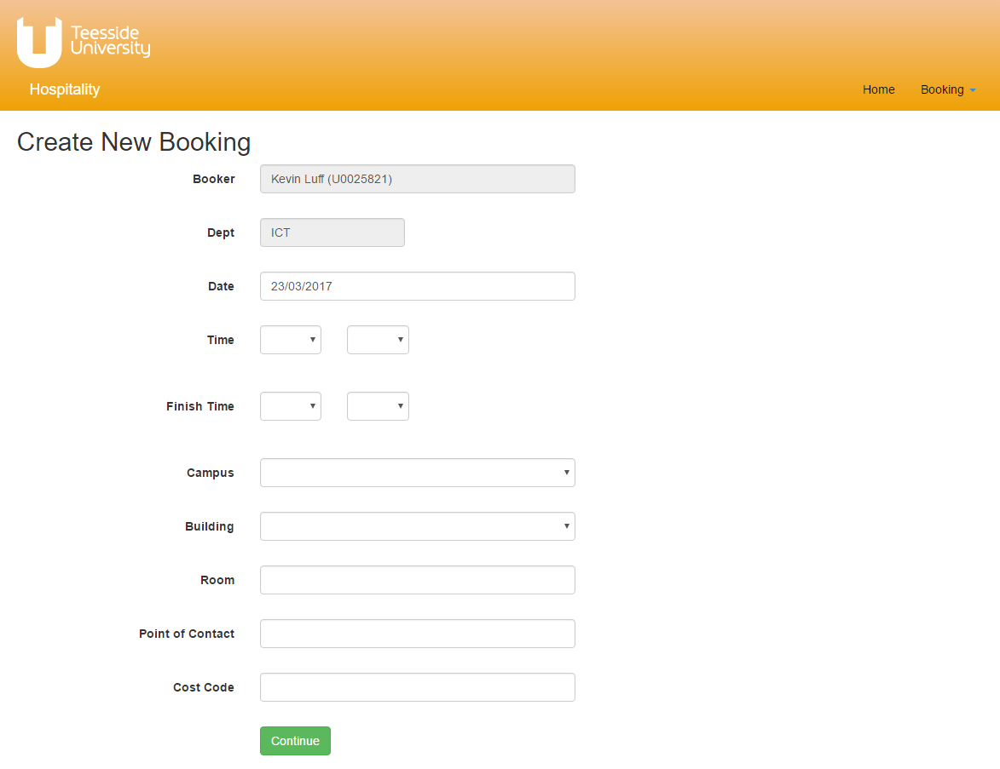 Teesside
University
Hospitality
Home Booking
Create New Booking
Booker Kevin Luff (U0025821)
Dept ICT
Date 23/03/2017
Time
Finish Time
Campus
Building
Room
Point of Contact
Cost Code
Continue